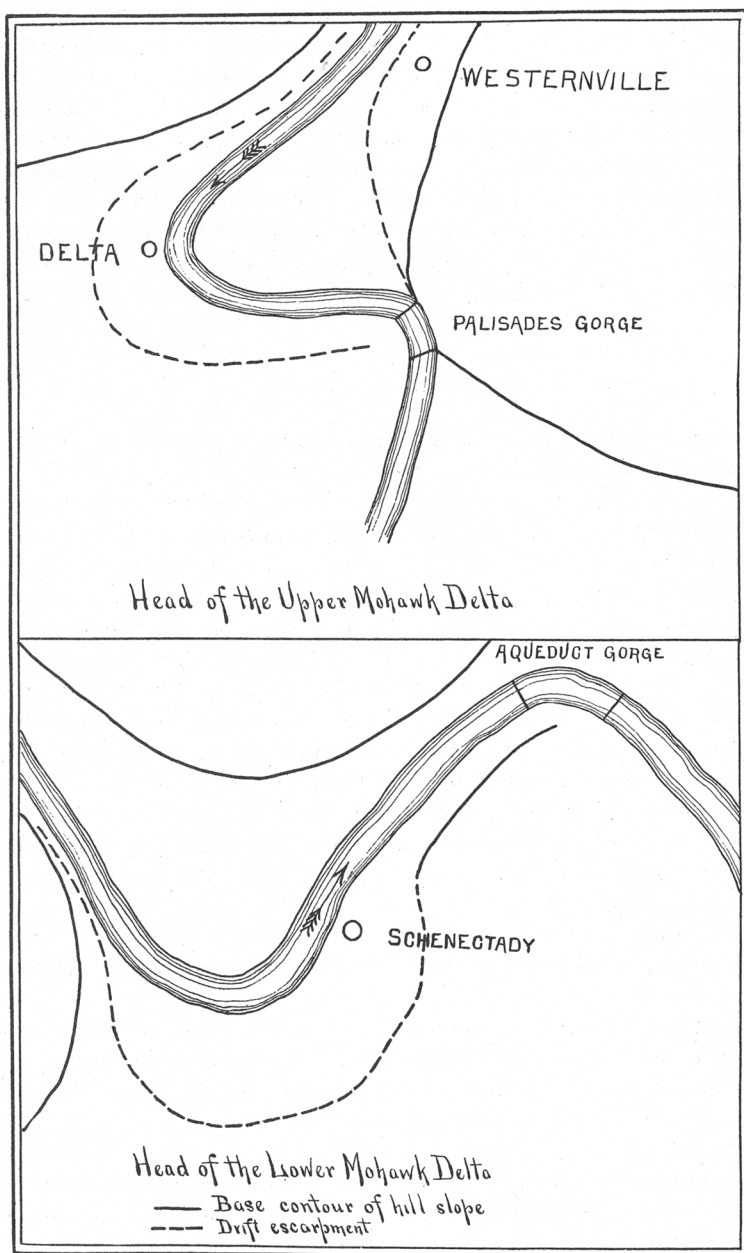 WESTERNVILLE
DELTA
PALISADES GORGE
Head of the Upper Mohawk Delta
AQUEDUCT GORGE
SCHENECTADY
Head of the Lower Mohawk Delta
Base contour of hill slope
Drift escarpment